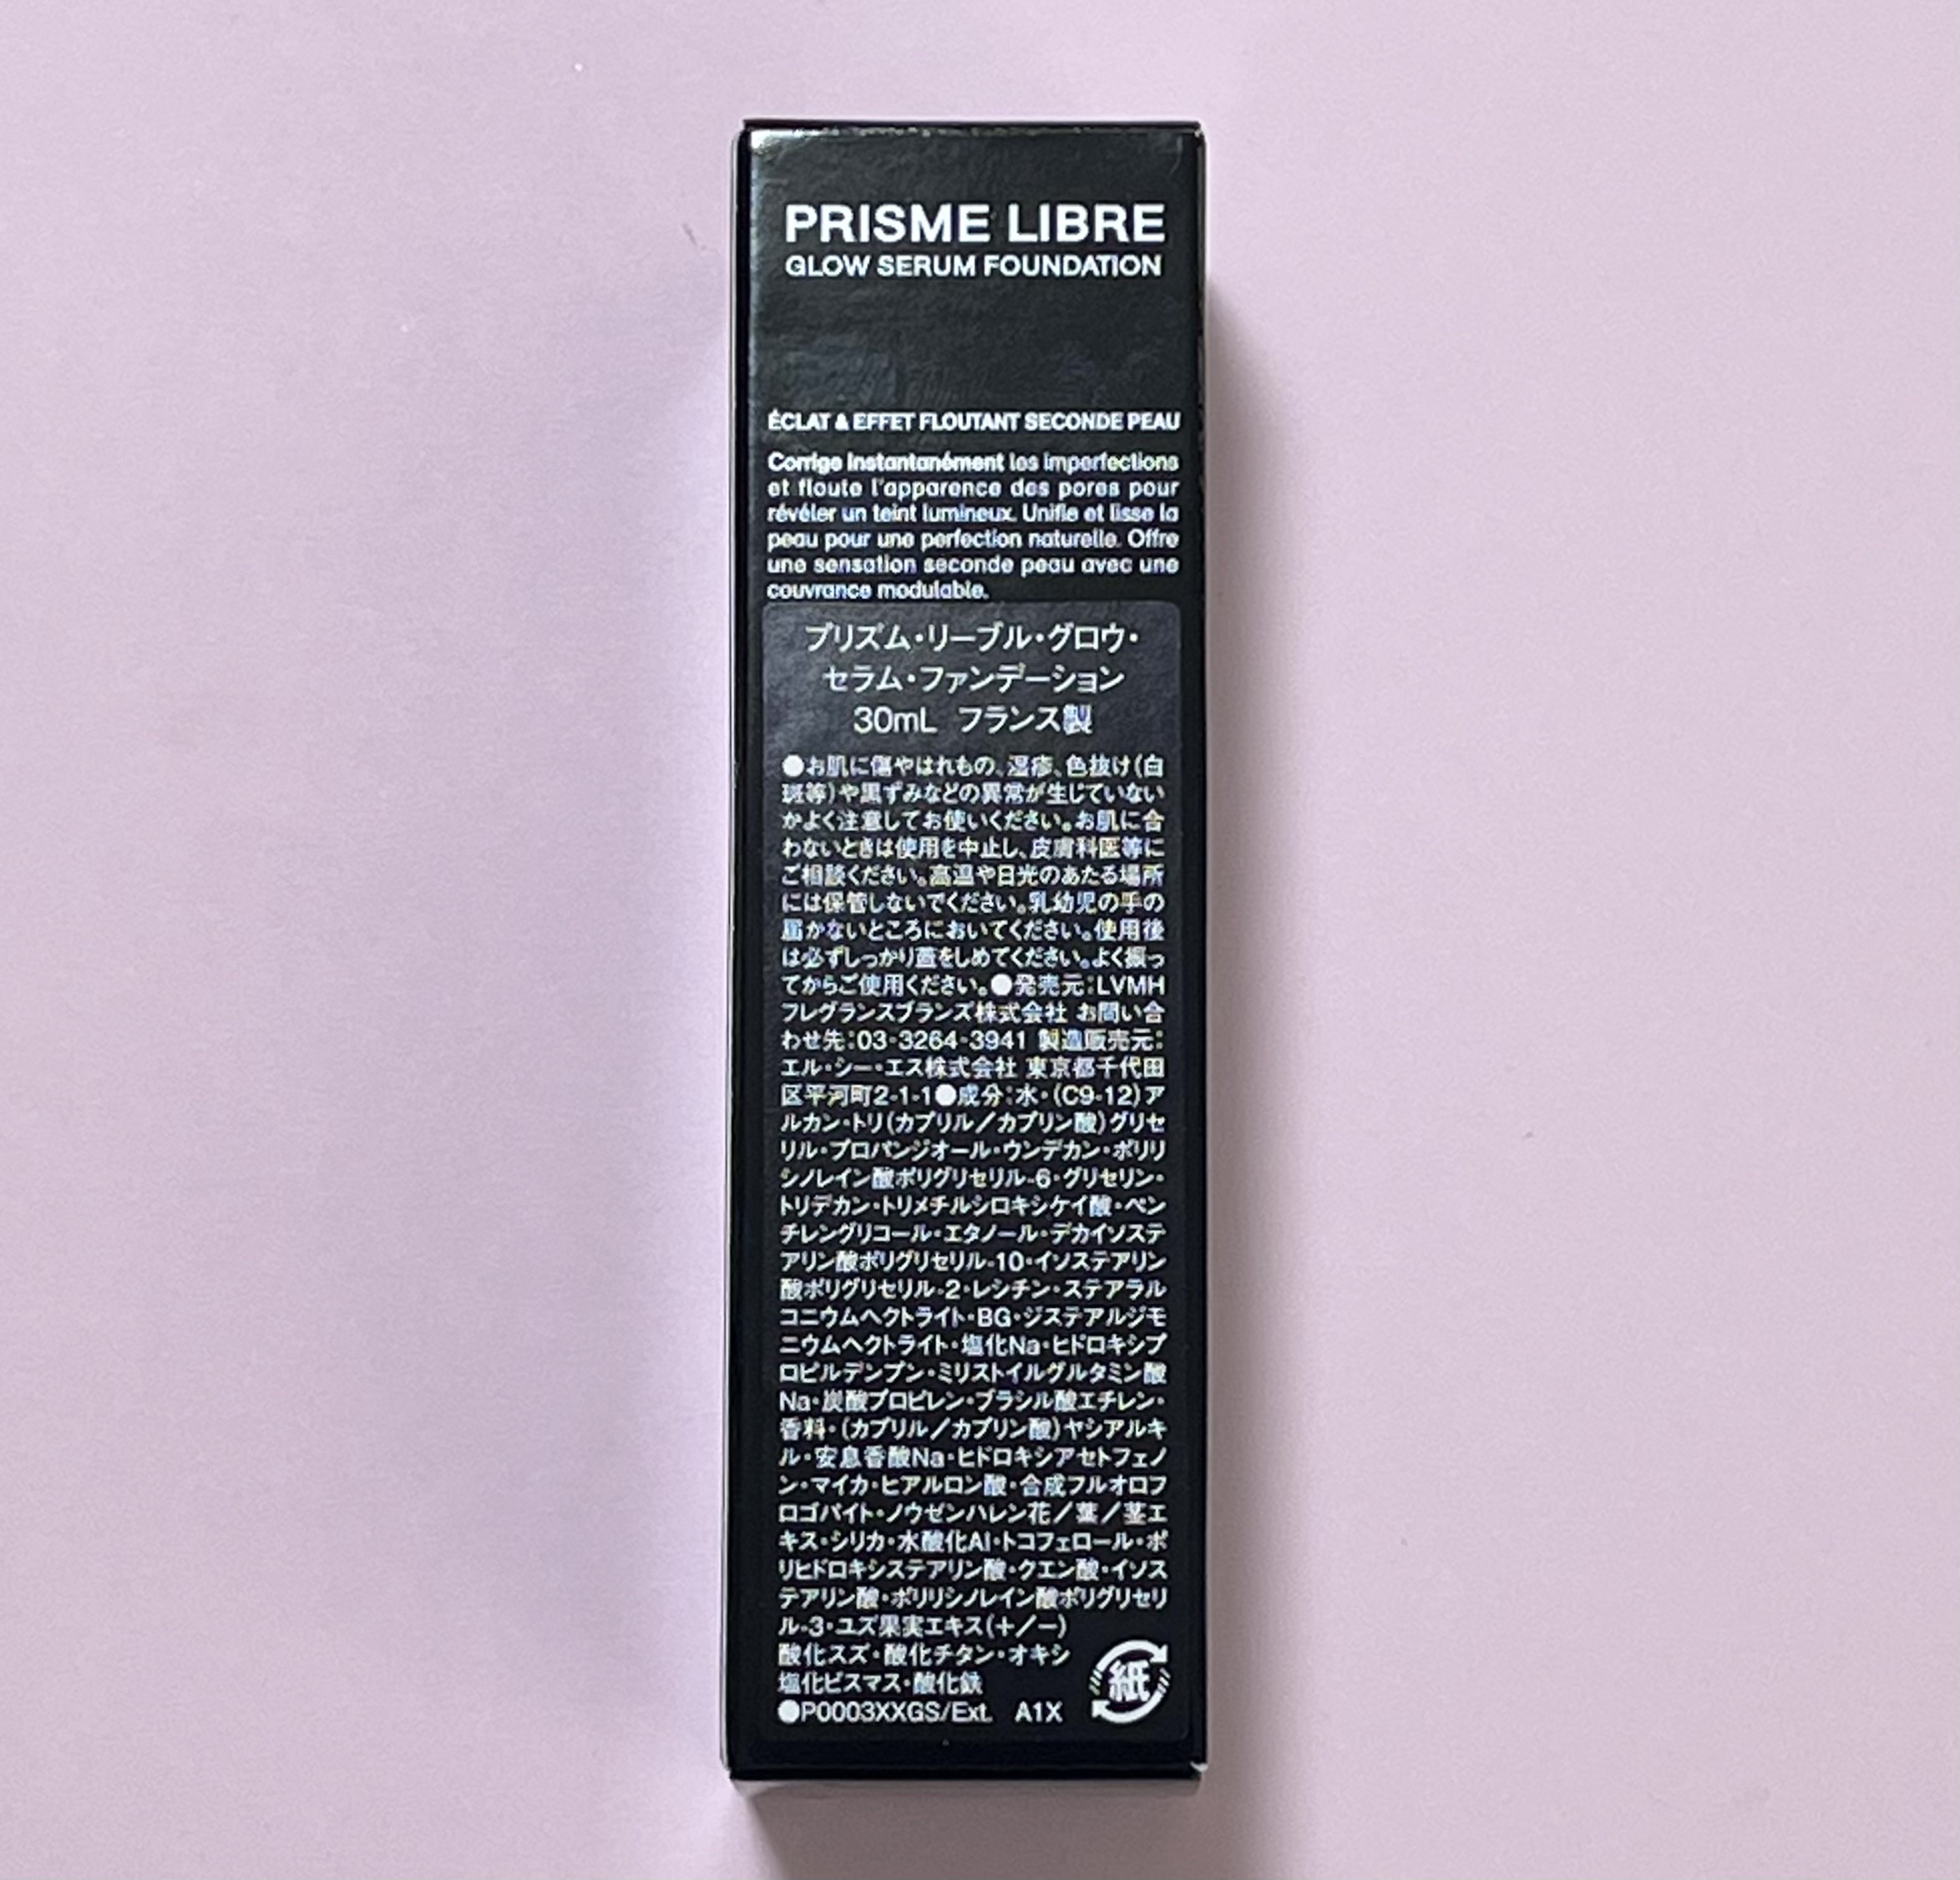 PRISME LIBRE
GLOW SERUM FOUNDATION
ÉCLAT & EFFET FLOUTANT SECONDE PEAU
Corrige instantanément les imperfections
et floute l'apparence des pores pour
révéler un teint lumineux. Unifie et lisse la
peau pour une perfection naturelle. Offre
une sensation seconde peau avec une
couvrance modulable.
プリズム・リーブル・グロウ・
セラム・ファンデーション
30mL フランス製
●お肌に傷やはれもの、湿疹、色抜け(白
斑等)や黒ずみなどの異常が生じていない
かよく注意してお使いください。お肌に合
わないときは使用を中止し、皮膚科医等に
ご相談ください。高温や日光のあたる場所
には保管しないでください。乳幼児の手の
届かないところにおいてください。使用後
は必ずしっかり蓋をしめてください。よく振っ
てからご使用ください。●発売元:LVMH
フレグランスブランズ株式会社 お問い合
わせ先:03-3264-3941 製造販売元:
エル・シー・エス株式会社 東京都千代田
区平河町2-1-1●成分:水・(C9-12)ア
ルカン・トリ(カプリル/カプリン酸)グリセ
リル・プロパンジオール・ウンデカン・ポリリ
シノレイン酸ポリグリセリル-6・グリセリン・
トリデカン・トリメチルシロキシケイ酸・ペン
チレングリコール・エタノール・デカイソステ
アリン酸ポリグリセリル-10・イソステアリン
酸ポリグリセリル-2・レシチン・ステアラル
コニウムヘクトライト・BG・ジステアルジモ
ニウムヘクトライト・塩化Na・ヒドロキシプ
ロピルデンプン・ミリストイルグルタミン酸
Na・炭酸プロピレン・ブラシル酸エチレン・
香料・(カプリル/カプリン酸)ヤシアルキ
ル・安息香酸Na・ヒドロキシアセトフェノ
ン・マイカ・ヒアルロン酸・合成フルオロフ
ロゴパイト・ノウゼンハレン花/葉/茎エ
キス・シリカ・水酸化Al・トコフェロール・ポ
リヒドロキシステアリン酸・クエン酸・イソス
テアリン酸・ポリリシノレイン酸ポリグリセリ
ル-3・ユズ果実エキス(+/-)
酸化スズ・酸化チタン・オキシ
塩化ビスマス・酸化鉄
●P0003XXGS/Ext. A1X
紙